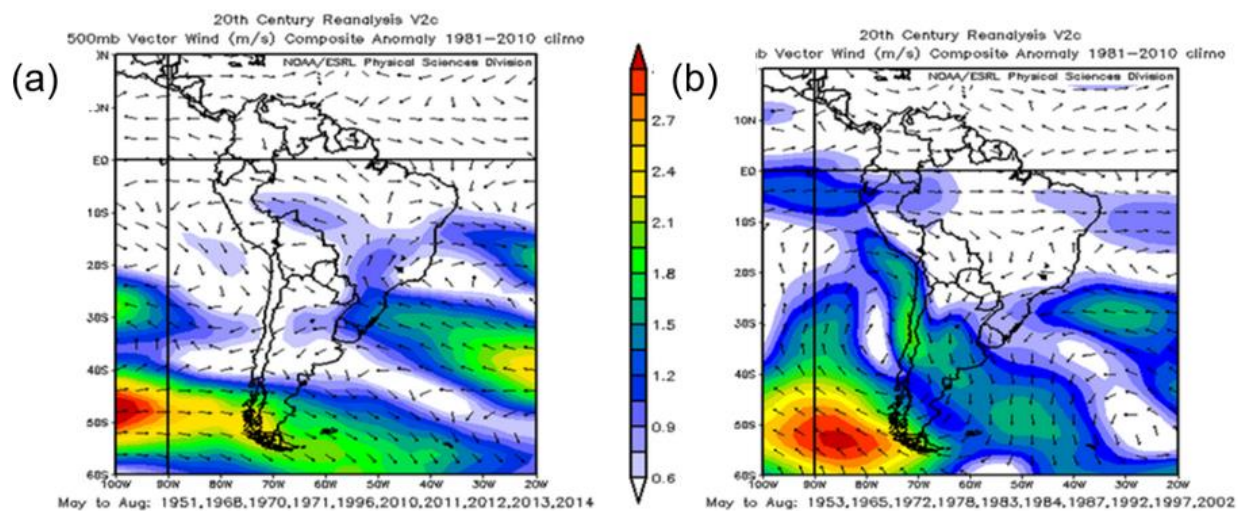 20th Century Reanalysis V2c
500mb Vector Wind (m/s) Composite Anomaly 1981-2010 climo
NOAA/ESRL Physical Sciences Division
(a)
EQ
10S
20S
30S
40S
50S
60S
100W 90W 80W 70W 60W 50W 40W 30W 20W
May to Aug: 1951,1968,1970,1971,1996,2010,2011,2012,2013,2014
2.7
2.4
2.1
1.8
1.5
1.2
0.9
0.6
20th Century Reanalysis V2c
Vector Wind (m/s) Composite Anomaly 1981-2010 climo
NOAA/ESRL Physical Sciences Division
(b)
10N
EQ
10S
20S
30S
40S
50S
60S
100W 90W 80W 70W 60W 50W 40W 30W 20W
May to Aug: 1953,1965,1972,1978,1983,1984,1987,1992,1997,2002